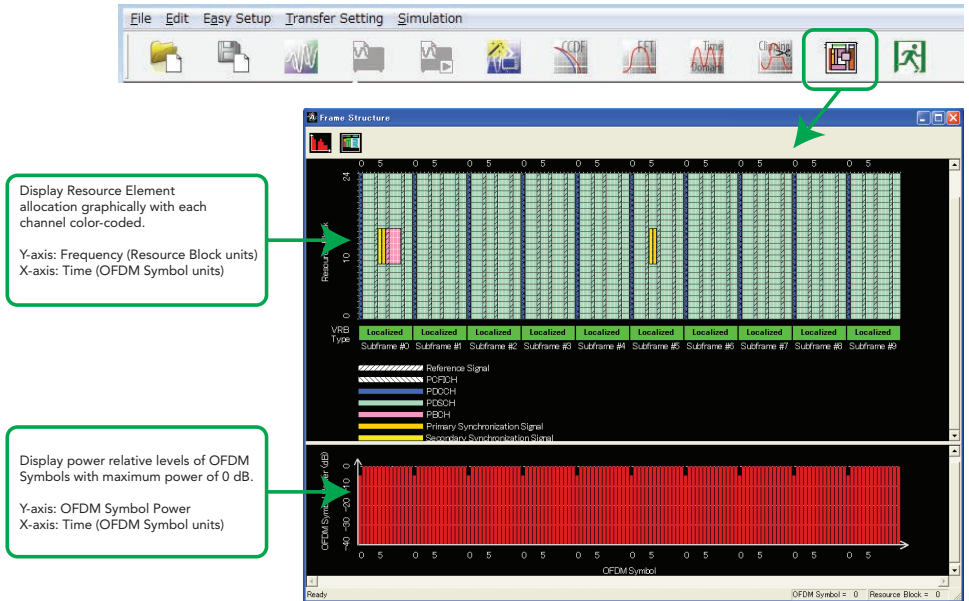 File Edit Easy Setup Transfer Setting Simulation
CCDF FFT Time Domain Clipping
Frame Structure
0 5 0 5 0 5 0 5 0 5 0 5 0 5 0 5 0 5 0 5
24
10
0
Display Resource Element
allocation graphically with each
channel color-coded.
Y-axis: Frequency (Resource Block units)
X-axis: Time (OFDM Symbol units)
VRB
Type
Localized Localized Localized Localized Localized Localized Localized Localized Localized Localized
Subframe #0 Subframe #1 Subframe #2 Subframe #3 Subframe #4 Subframe #5 Subframe #6 Subframe #7 Subframe #8 Subframe #9
Reference Signal
PCFICH
PDCCH
PDSCH
PBCH
Primary Synchronization Signal
Secondary Synchronization Signal
Display power relative levels of OFDM
Symbols with maximum power of 0 dB.
Y-axis: OFDM Symbol Power
X-axis: Time (OFDM Symbol units)
0
-10
-20
-30
-40
0 5 0 5 0 5 0 5 0 5 0 5 0 5 0 5 0 5 0 5
OFDM Symbol
Ready
OFDM Symbol = 0 Resource Block = 0